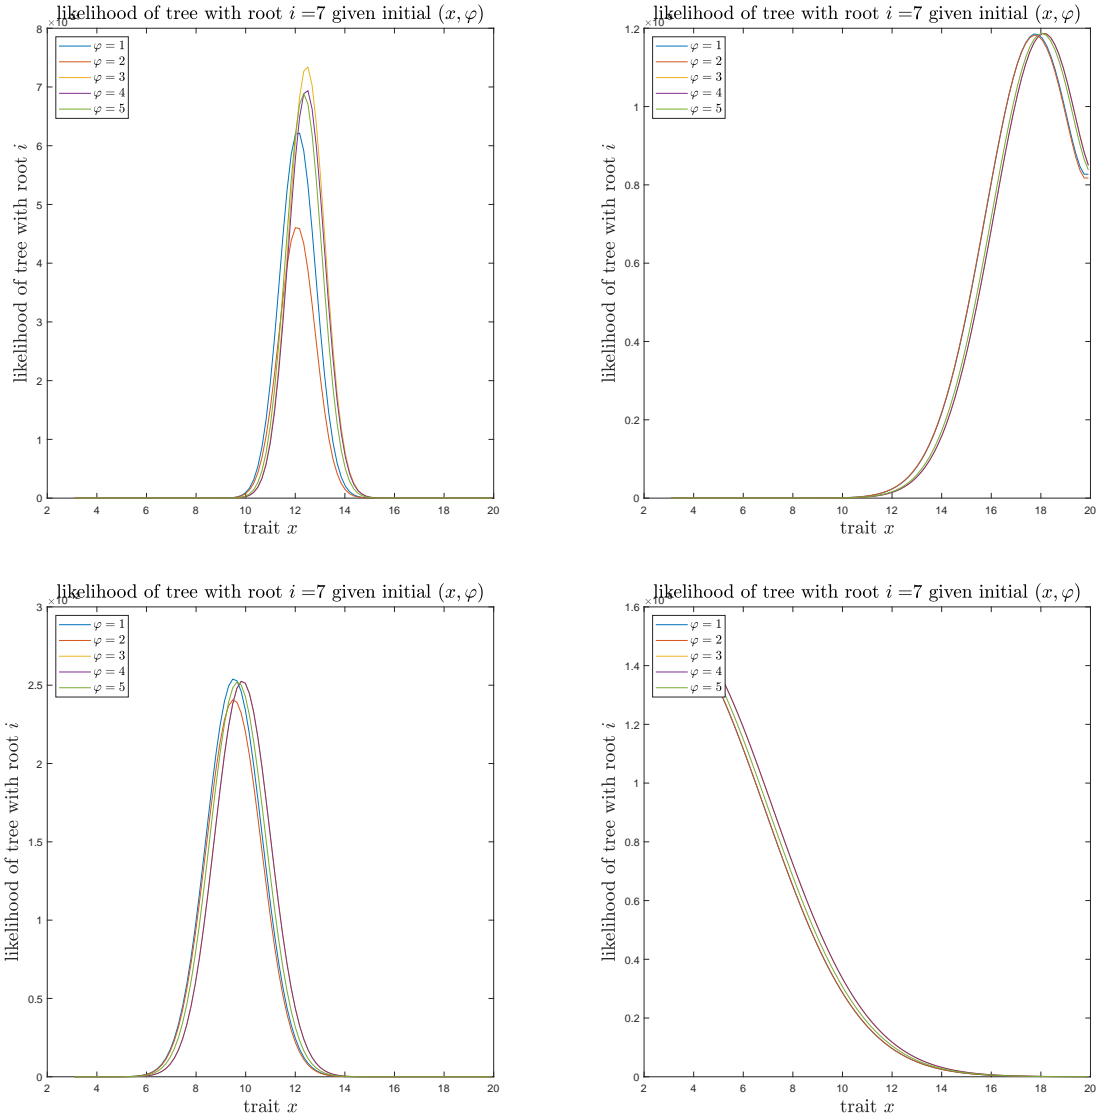 likelihood of tree with root i =7 given initial (x, φ)
8
7
6
5
4
3
2
1
0
φ = 1
φ = 2
φ = 3
φ = 4
φ = 5
likelihood of tree with root i
2 4 6 8 10 12 14 16 18 20
trait x
likelihood of tree with root i =7 given initial (x, φ)
1.2
1
0.8
0.6
0.4
0.2
0
φ = 1
φ = 2
φ = 3
φ = 4
φ = 5
likelihood of tree with root i
2 4 6 8 10 12 14 16 18 20
trait x
likelihood of tree with root i =7 given initial (x, φ)
3
2.5
2
1.5
1
0.5
0
φ = 1
φ = 2
φ = 3
φ = 4
φ = 5
likelihood of tree with root i
2 4 6 8 10 12 14 16 18 20
trait x
likelihood of tree with root i =7 given initial (x, φ)
1.6
1.4
1.2
1
0.8
0.6
0.4
0.2
0
φ = 1
φ = 2
φ = 3
φ = 4
φ = 5
likelihood of tree with root i
2 4 6 8 10 12 14 16 18 20
trait x